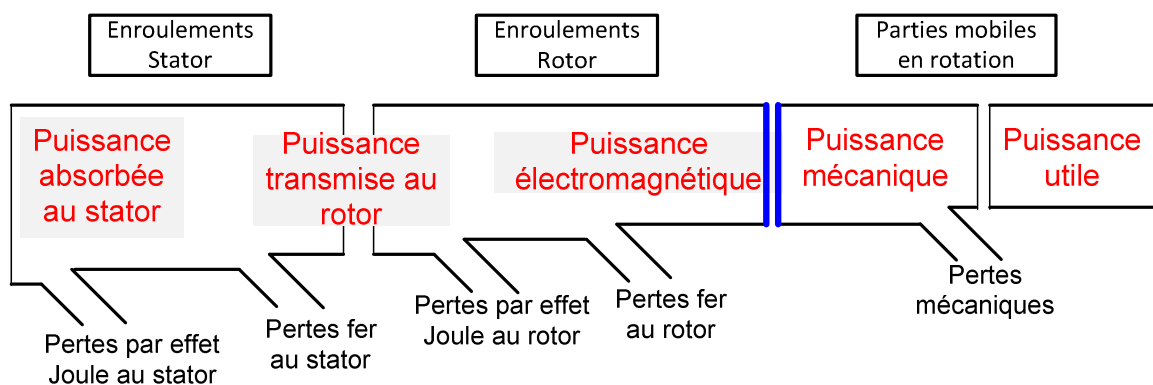 Enroulements
Stator
Enroulements
Rotor
Parties mobiles
en rotation
Puissance
absorbée
au stator
Puissance
transmise au
rotor
Puissance
électromagnétique
Puissance
mécanique
Puissance
utile
Pertes par effet
Joule au stator
Pertes fer
au stator
Pertes par effet
Joule au rotor
Pertes fer
au rotor
Pertes
mécaniques